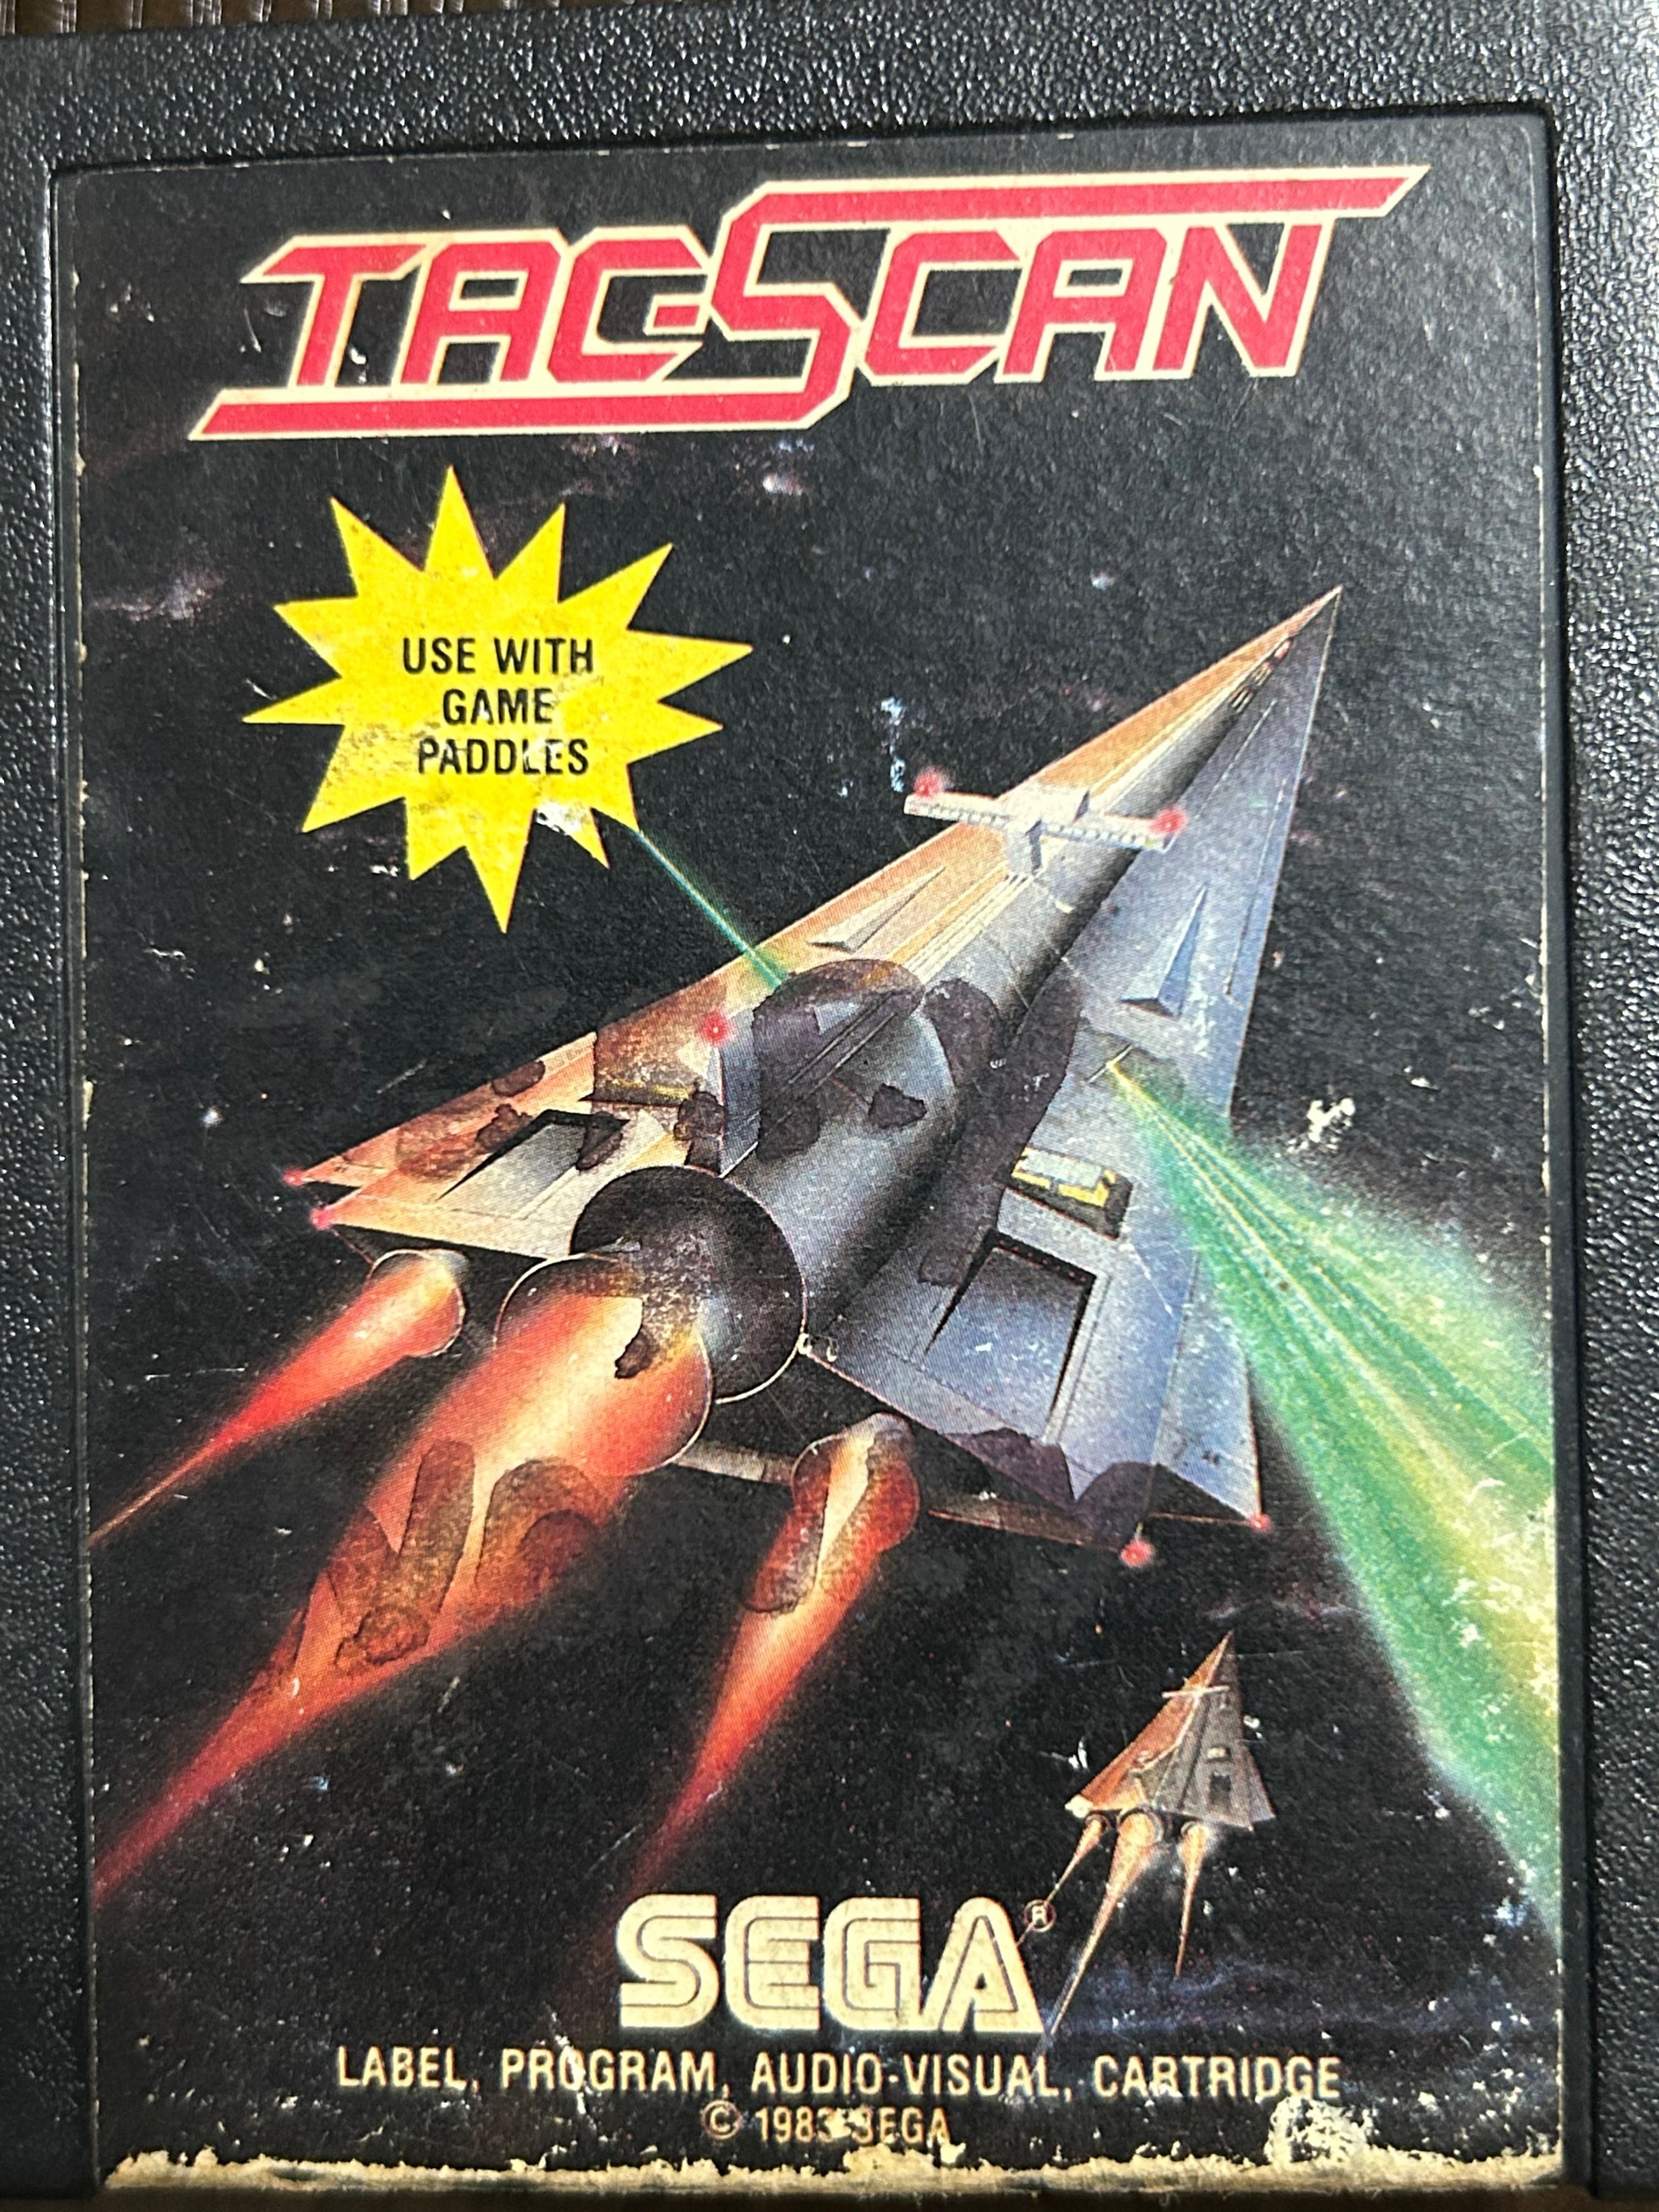 TAC-SCAN
USE WITH
GAME
PADDLES
SEGA®
LABEL, PROGRAM, AUDIO-VISUAL, CARTRIDGE
© 1983 SEGA